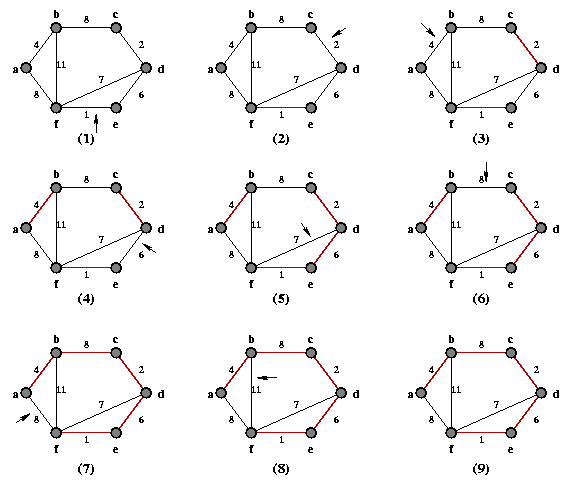 b 8 c b 8 c b 8 c
4 2 4 2 4 2
a 11 d a 11 d a 11 d
7 7 7
8 6 8 6 8 6
1 1 1
f e f e f e
(1) (2) (3)
b 8 c b 8 c b 8 c
4 2 4 2 4 2
a 11 d a 11 d a 11 d
7 7 7
8 6 8 6 8 6
1 1 1
f e f e f e
(4) (5) (6)
b 8 c b 8 c b 8 c
4 2 4 2 4 2
a 11 d a 11 d a 11 d
7 7 7
8 6 8 6 8 6
1 1 1
f e f e f e
(7) (8) (9)